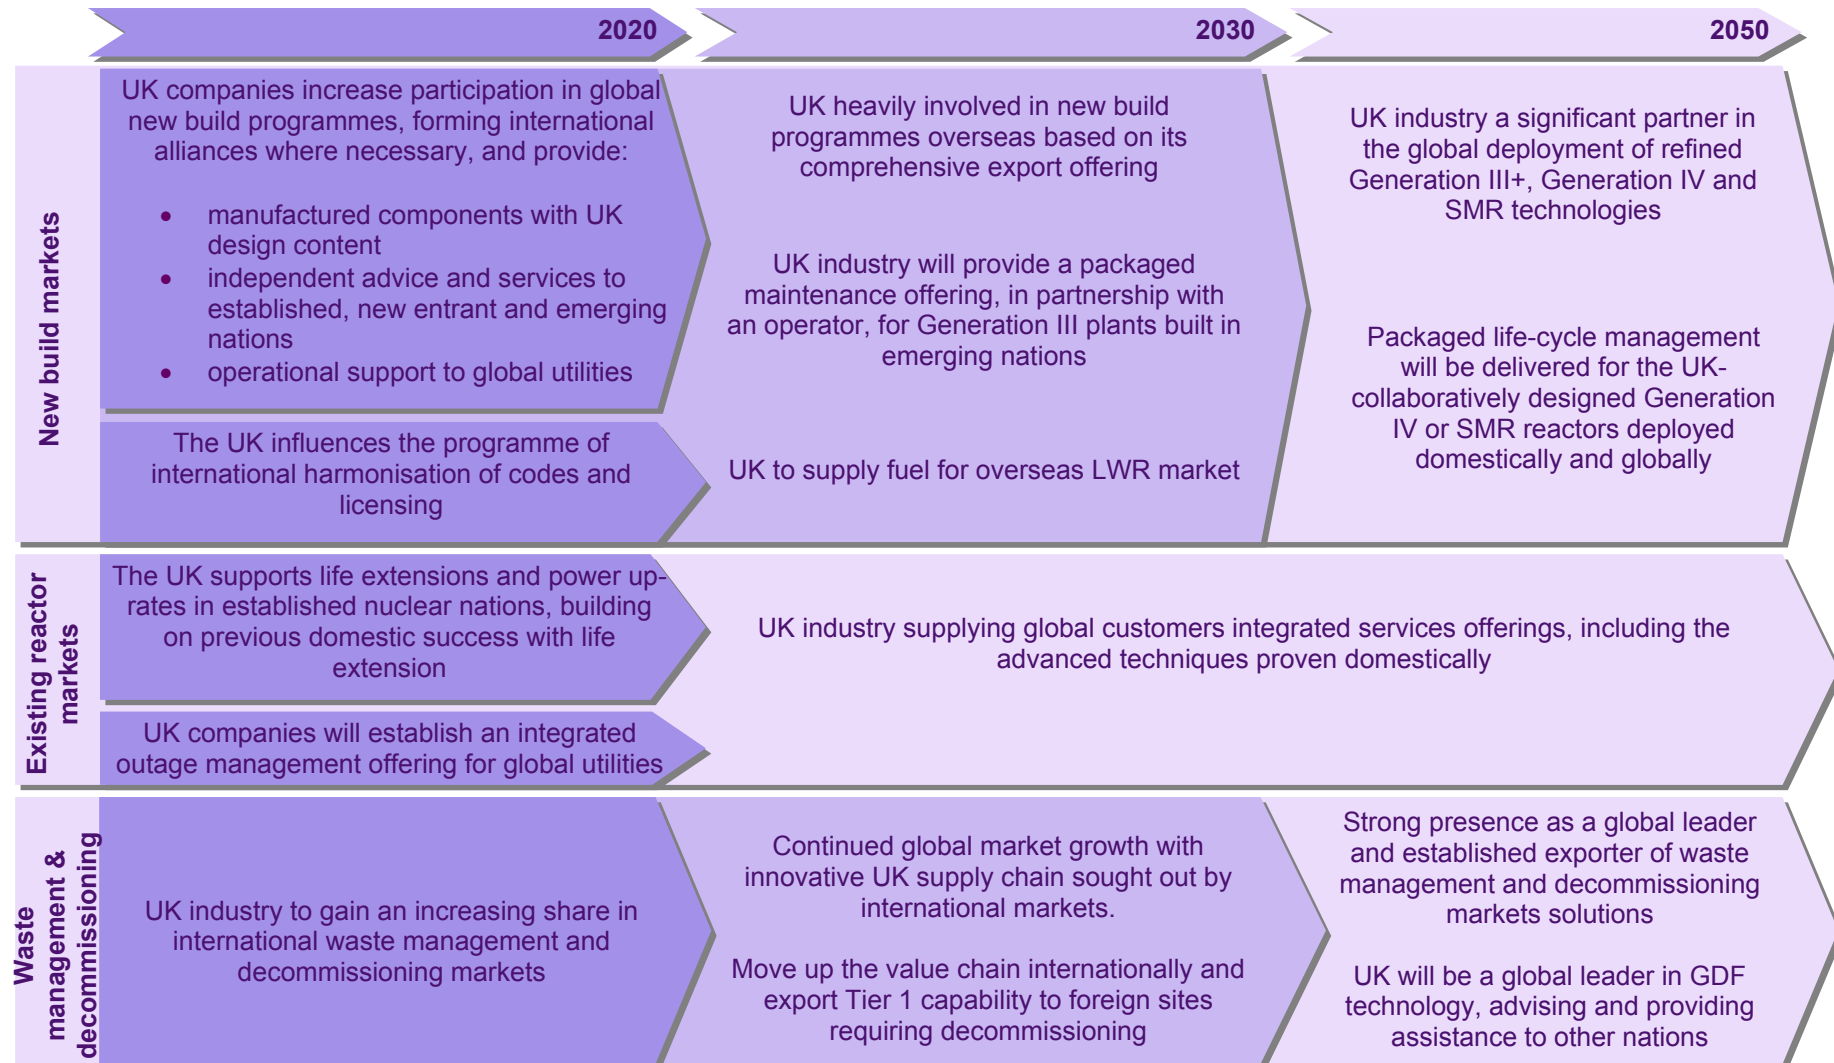 2020
2030
2050
New build markets
UK companies increase participation in global
new build programmes, forming international
alliances where necessary, and provide:
• manufactured components with UK
design content
• independent advice and services to
established, new entrant and emerging
nations
• operational support to global utilities
The UK influences the programme of
international harmonisation of codes and
licensing
UK heavily involved in new build
programmes overseas based on its
comprehensive export offering
UK industry will provide a packaged
maintenance offering, in partnership with
an operator, for Generation III plants built in
emerging nations
UK to supply fuel for overseas LWR market
UK industry a significant partner in
the global deployment of refined
Generation III+, Generation IV and
SMR technologies
Packaged life-cycle management
will be delivered for the UK-
collaboratively designed Generation
IV or SMR reactors deployed
domestically and globally
Existing reactor
markets
The UK supports life extensions and power up-
rates in established nuclear nations, building
on previous domestic success with life
extension
UK companies will establish an integrated
outage management offering for global utilities
UK industry supplying global customers integrated services offerings, including the
advanced techniques proven domestically
Waste
management &
decommissioning
UK industry to gain an increasing share in
international waste management and
decommissioning markets
Continued global market growth with
innovative UK supply chain sought out by
international markets.
Move up the value chain internationally and
export Tier 1 capability to foreign sites
requiring decommissioning
Strong presence as a global leader
and established exporter of waste
management and decommissioning
markets solutions
UK will be a global leader in GDF
technology, advising and providing
assistance to other nations